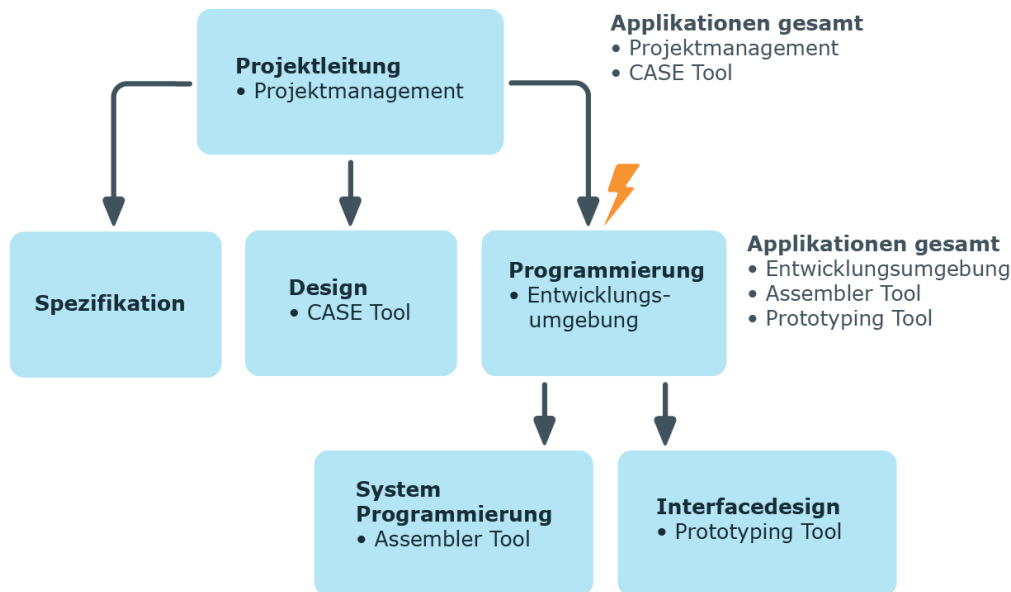 Projektleitung
• Projektmanagement
Applikationen gesamt
• Projektmanagement
• CASE Tool
Spezifikation
Design
• CASE Tool
Programmierung
• Entwicklungs-
umgebung
Applikationen gesamt
• Entwicklungsumgebung
• Assembler Tool
• Prototyping Tool
System
Programmierung
• Assembler Tool
Interfacedesign
• Prototyping Tool